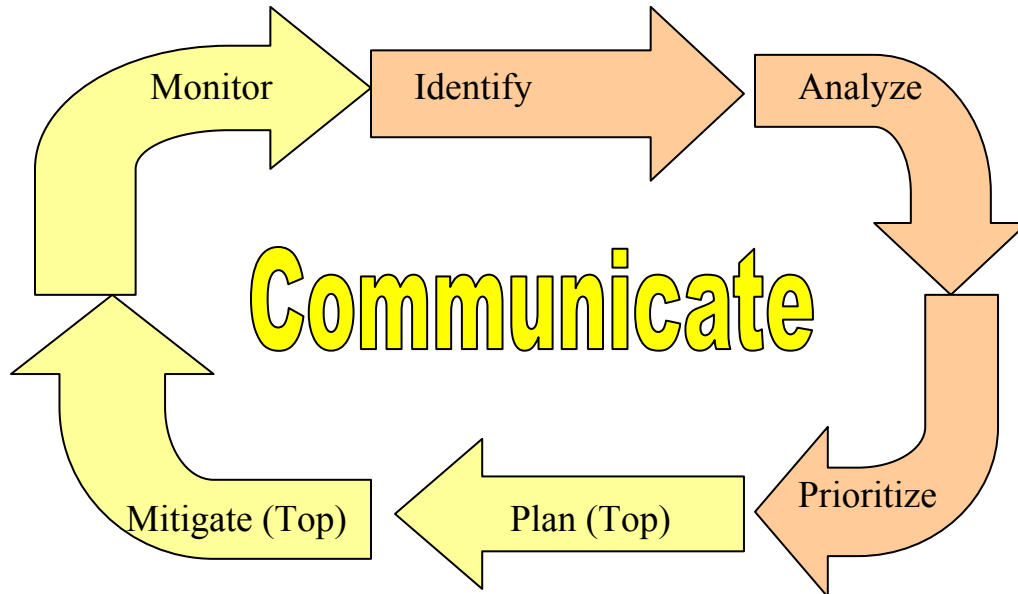 Monitor
Identify
Analyze
Communicate
Mitigate (Top)
Plan (Top)
Prioritize